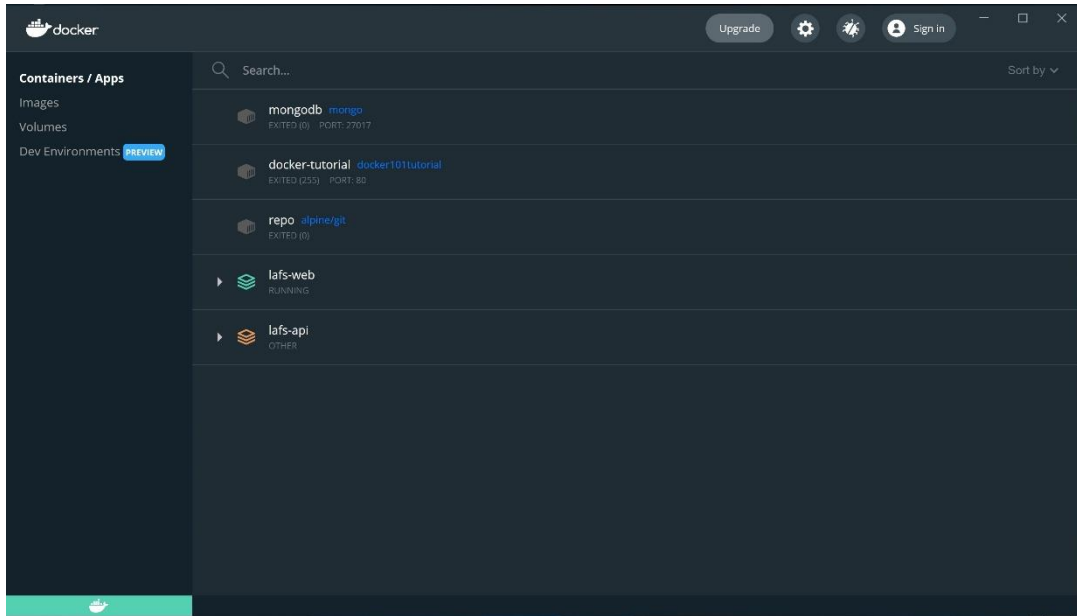 docker
Upgrade
Sign in
Containers / Apps
Images
Volumes
Dev Environments PREVIEW
Search...
Sort by
mongodb mongo
EXITED (0) PORT: 27017
docker-tutorial docker101tutorial
EXITED (255) PORT: 80
repo alpine/git
EXITED (0)
lafs-web
RUNNING
lafs-api
OTHER